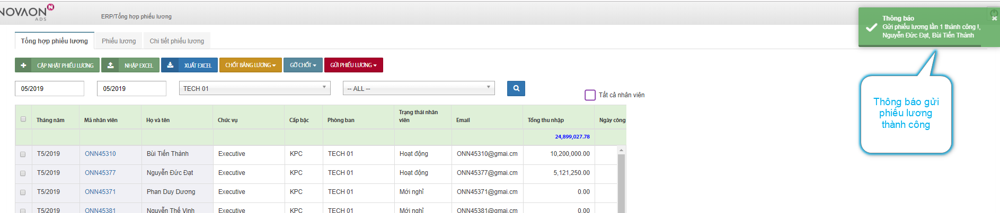 NOVAON N
ADS
ERP/Tổng hợp phiếu lương
Thông báo
Gửi phiếu lương lần 1 thành công !,
Nguyễn Đức Đạt, Bùi Tiến Thành
Tổng hợp phiếu lương
Phiếu lương
Chi tiết phiếu lương
CẬP NHẬT PHIẾU LƯƠNG
NHẬP EXCEL
XUẤT EXCEL
CHỐT BẢNG LƯƠNG
GỠ CHỐT
GỬI PHIẾU LƯƠNG
05/2019
05/2019
TECH 01
-- ALL --
Tất cả nhân viên
Thông báo gửi
phiếu lương
thành công
Tháng năm
Mã nhân viên
Họ và tên
Chức vụ
Cấp bậc
Phòng ban
Trạng thái nhân
viên
Email
Tổng thu nhập
Ngày công
24,899,027.78
T5/2019 ONN45310 Bùi Tiến Thành Executive KPC TECH 01 Hoạt động ONN45310@gmai.cm 10,200,000.00
T5/2019 ONN45377 Nguyễn Đức Đạt Executive KPC TECH 01 Hoạt động ONN45377@gmai.cm 5,121,250.00
T5/2019 ONN45371 Phan Duy Dương Executive KPC TECH 01 Mới nghỉ ONN45371@gmai.cm 0.00
T5/2019 ONN45381 Nguyễn Thế Vinh Executive KPC TECH 01 Mới nghỉ ONN45381@gmai.cm 0.00